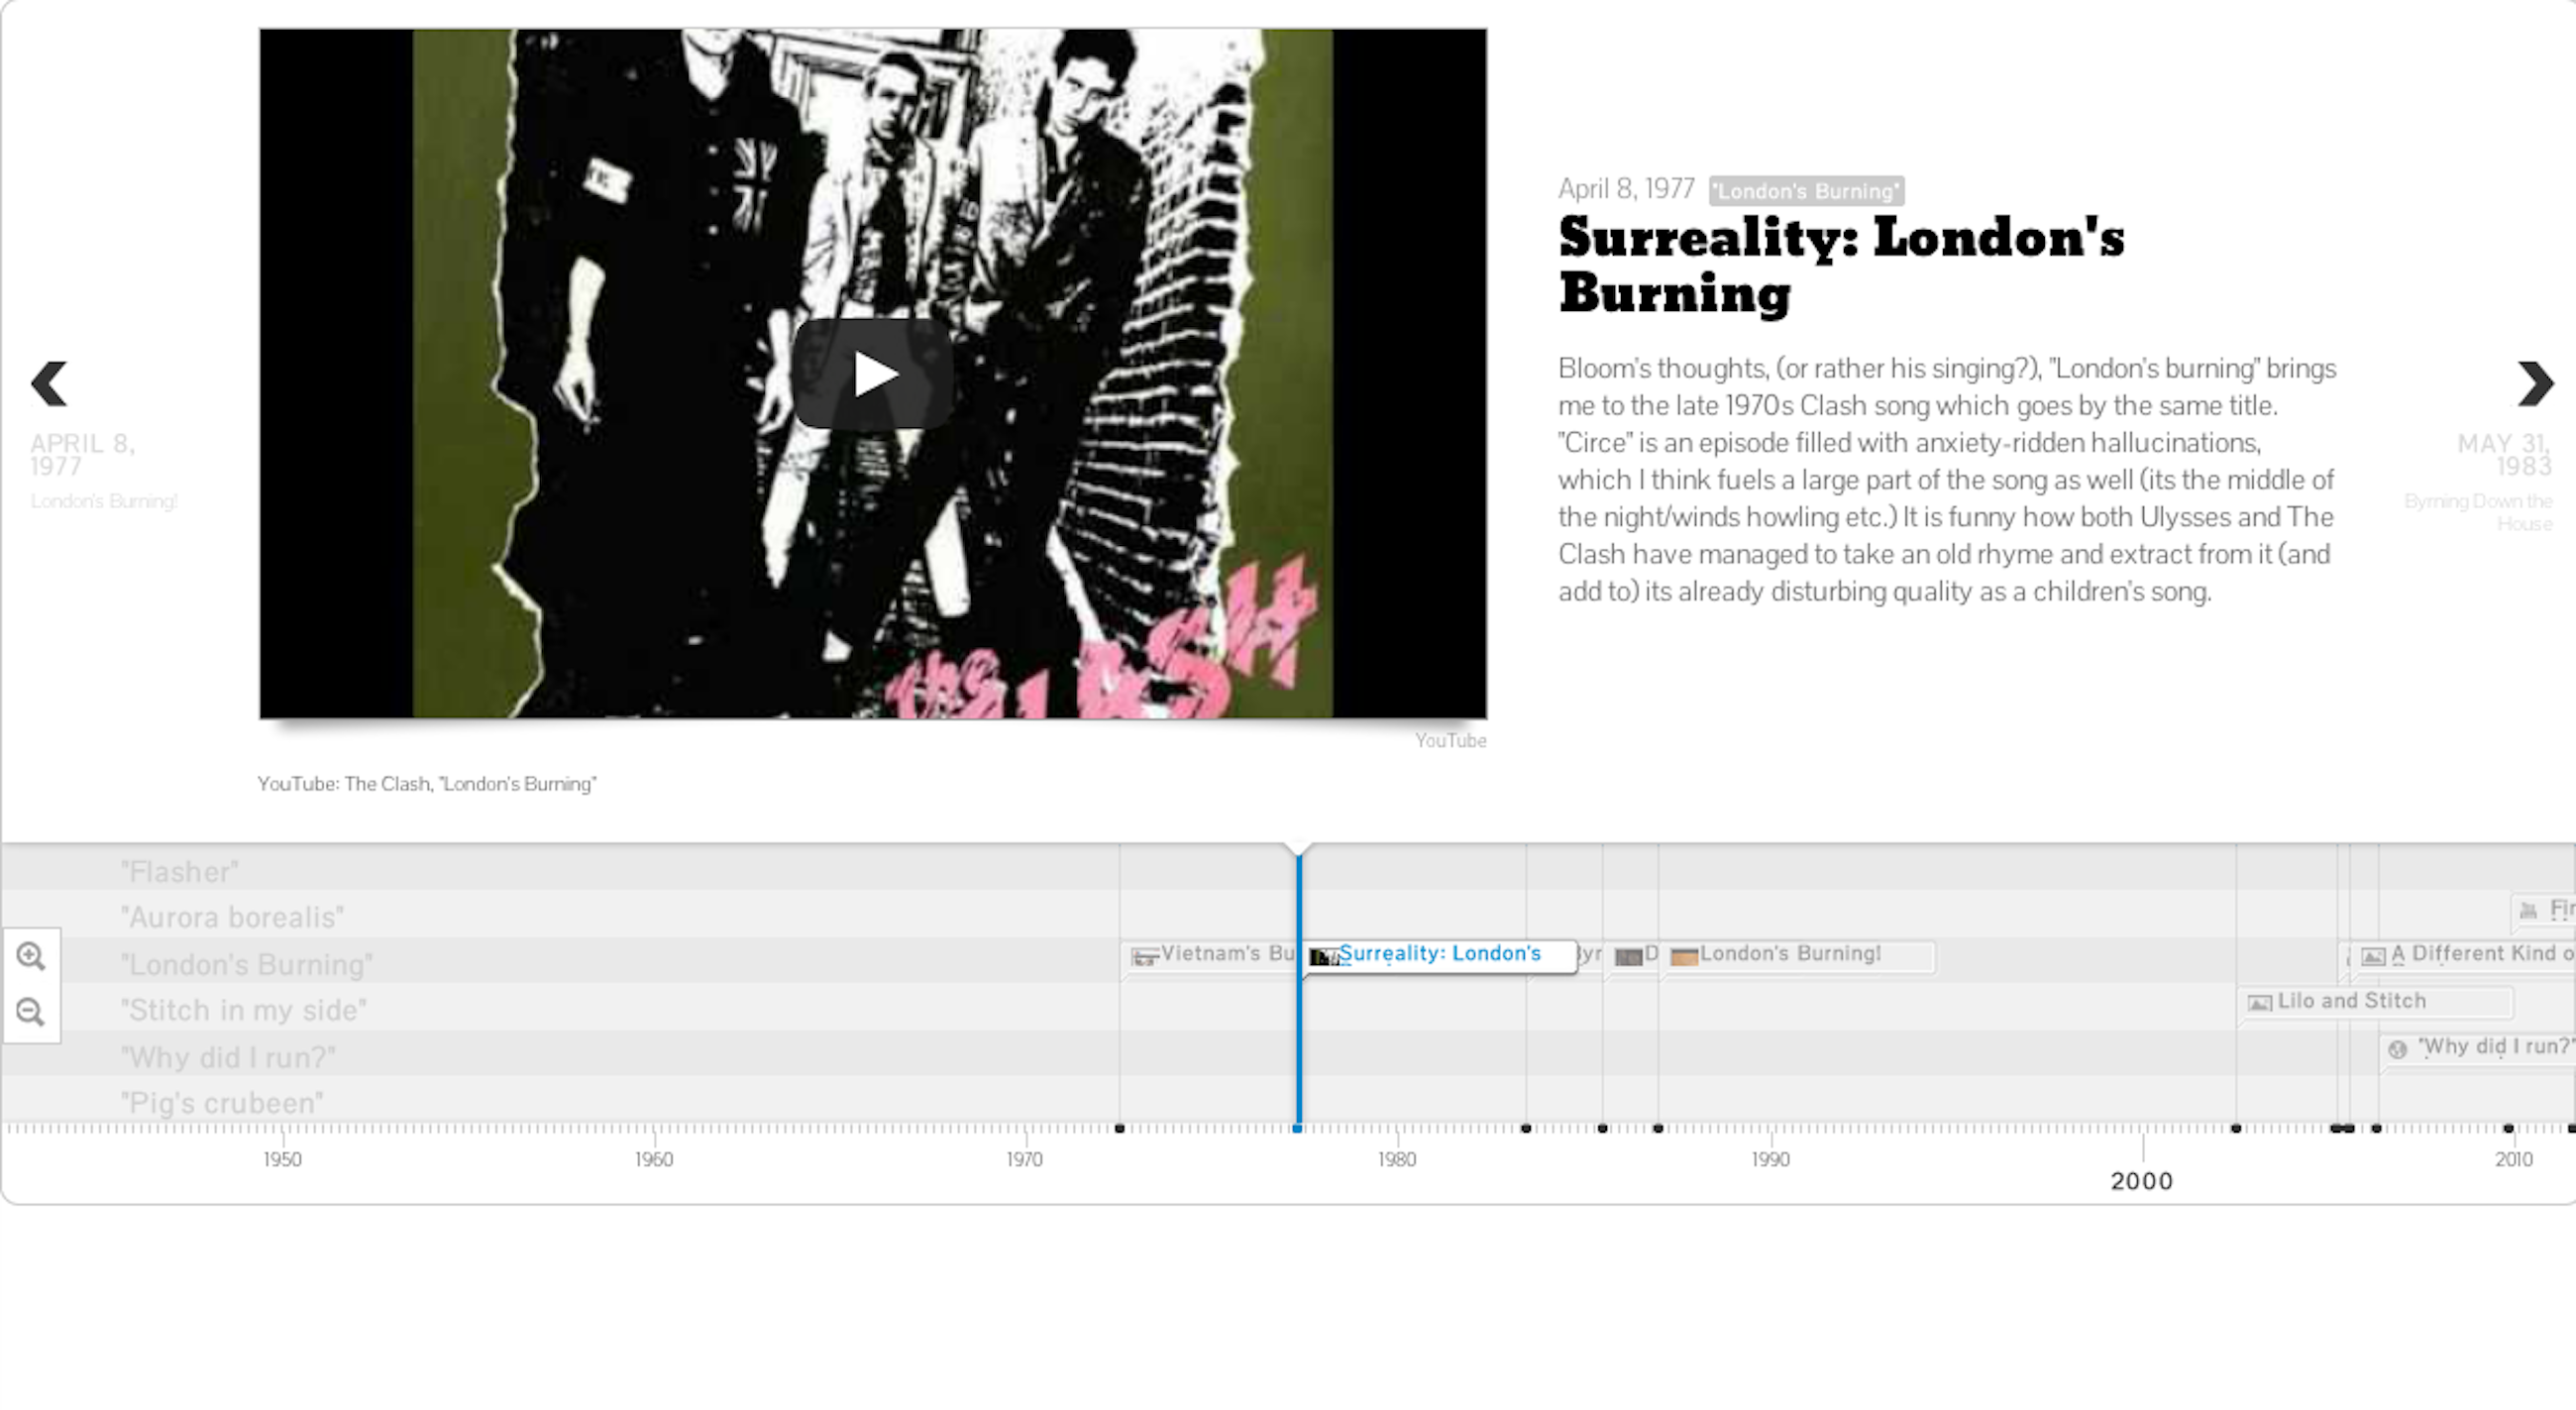 April 8, 1977 "London's Burning"
Surreality: London's
Burning
Bloom's thoughts, (or rather his singing?), "London's burning" brings
me to the late 1970s Clash song which goes by the same title.
"Circe" is an episode filled with anxiety-ridden hallucinations,
which I think fuels a large part of the song as well (its the middle of
the night/winds howling etc.) It is funny how both Ulysses and The
Clash have managed to take an old rhyme and extract from it (and
add to) its already disturbing quality as a children's song.
APRIL 8,
1977
London's Burning!
MAY 31,
1983
Byrning Down the
House
YouTube
YouTube: The Clash, "London's Burning"
"Flasher"
"Aurora borealis"
Fir
"London's Burning"
Vietnam's Bu
Surreality: London's
Byr
D
London's Burning!
A Different Kind o
"Stitch in my side"
Lilo and Stitch
"Why did I run?"
"Why did I run?"
"Pig's crubeen"
1950
1960
1970
1980
1990
2000
2010